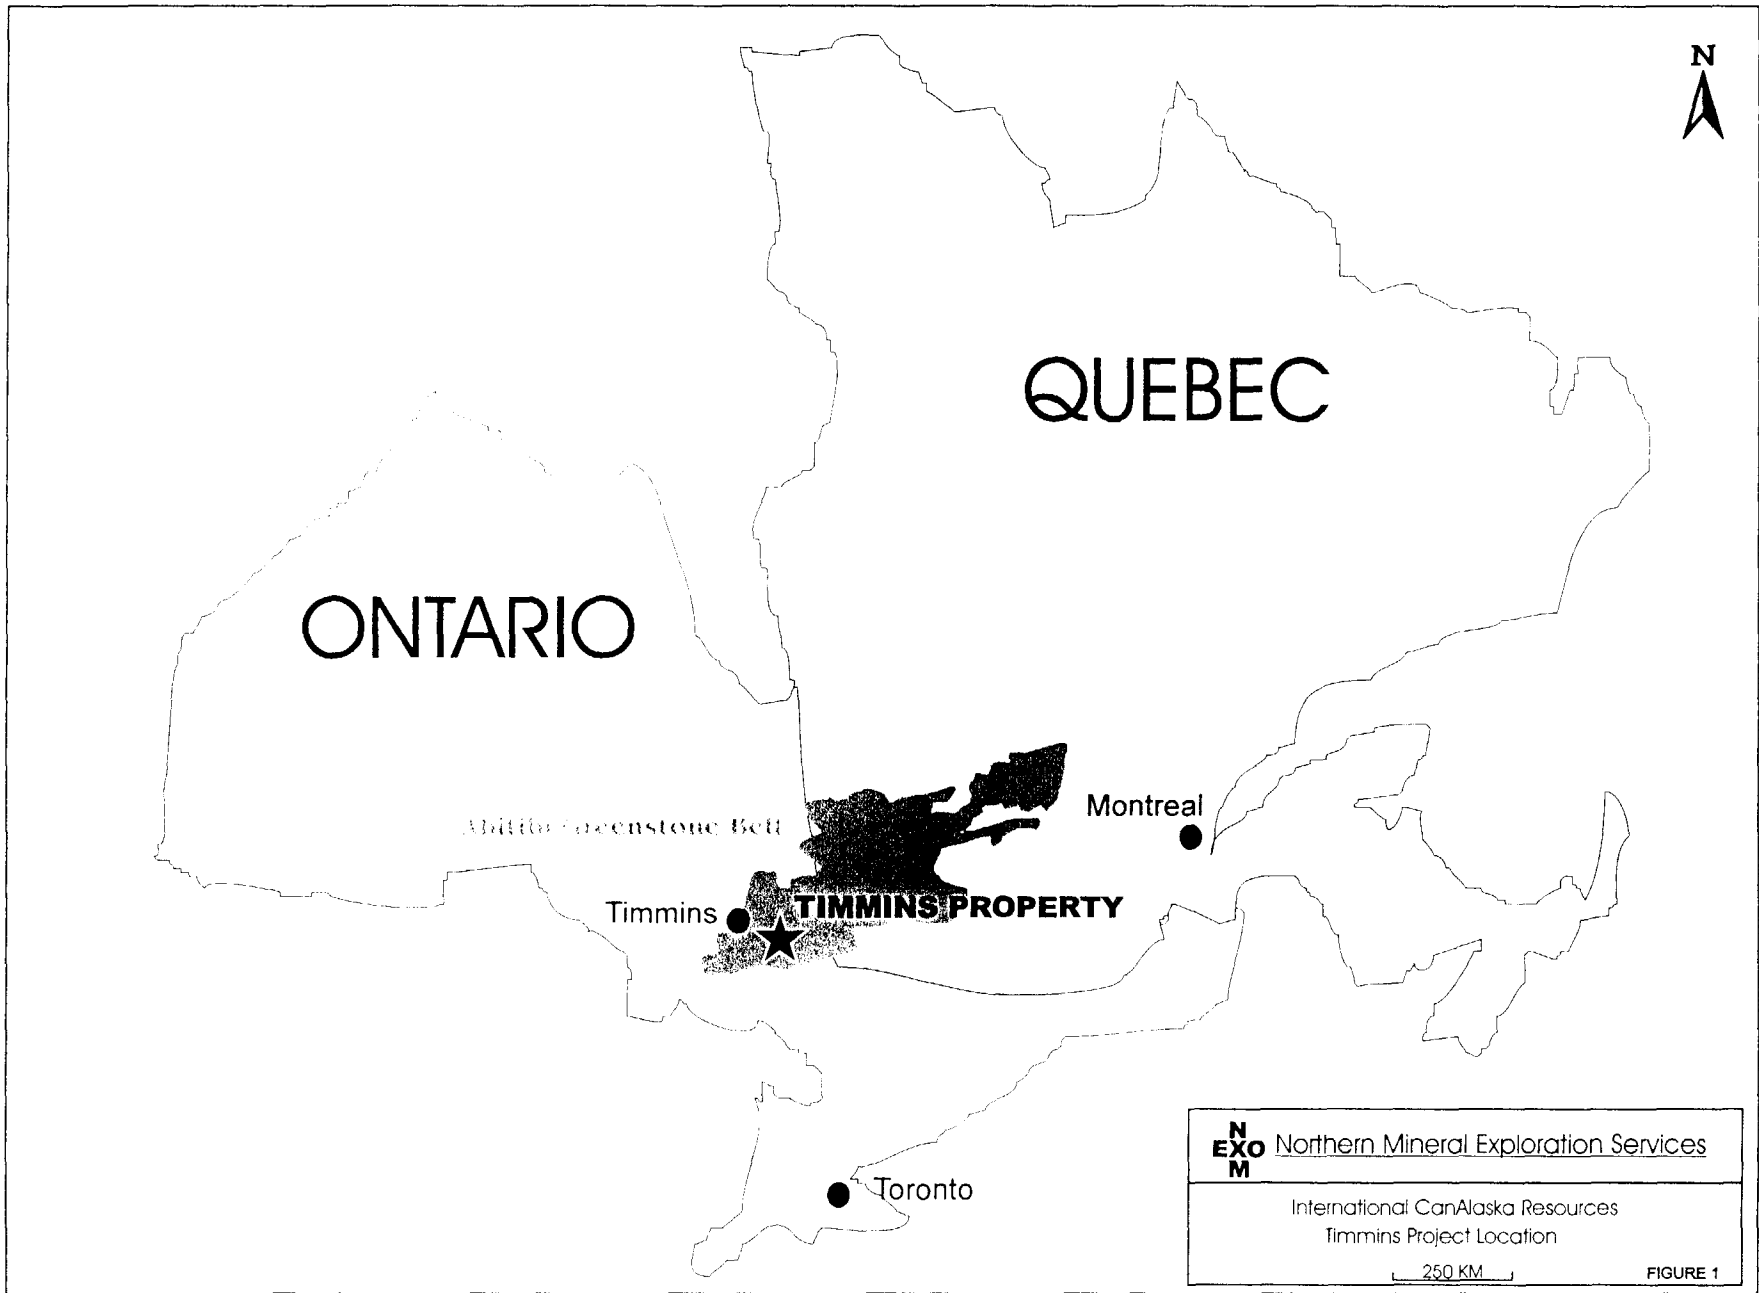 N
QUEBEC
ONTARIO
Montreal
Abitibi Greenstone Belt
Timmins
TIMMINS PROPERTY
Toronto
N
EXO
M
Northern Mineral Exploration Services
International CanAlaska Resources
Timmins Project Location
250 KM
FIGURE 1